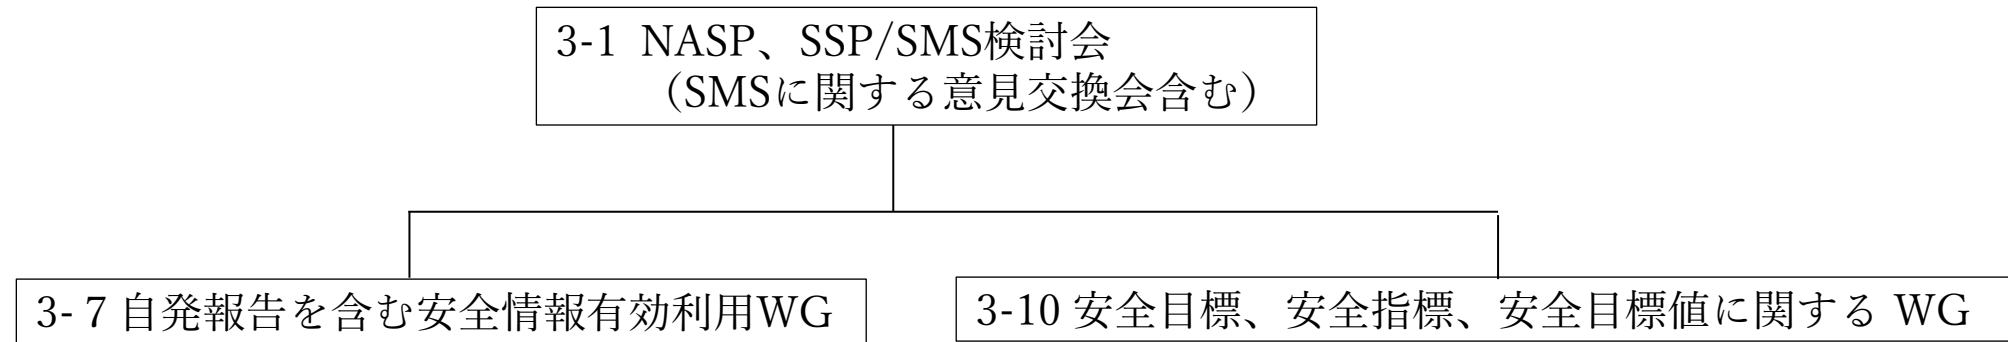 3-1 NASP、SSP/SMS検討会
（SMSに関する意見交換会含む）
3-７自発報告を含む安全情報有効利用WG
3-10 安全目標、安全指標、安全目標値に関する WG